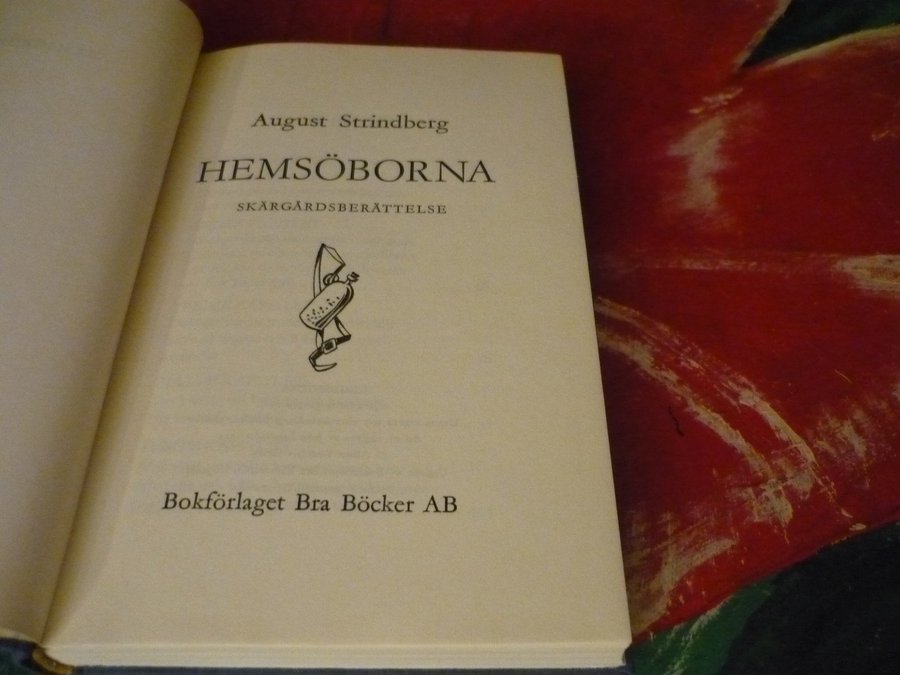 August Strindberg
HEMSÖBORNA
SKÄRGÅRDSBERÄTTELSE
Bokförlaget Bra Böcker AB